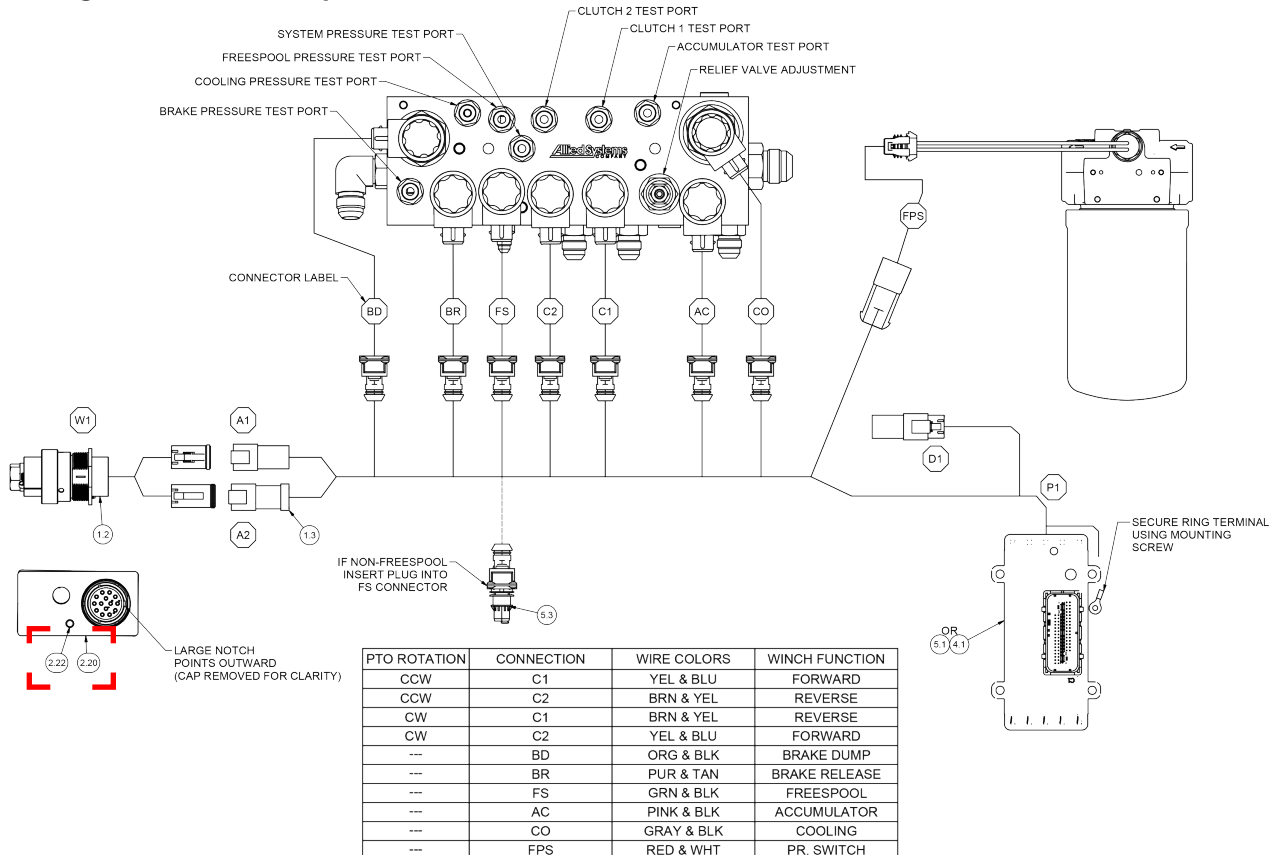 CLUTCH 2 TEST PORT
CLUTCH 1 TEST PORT
SYSTEM PRESSURE TEST PORT
ACCUMULATOR TEST PORT
FREESPOOL PRESSURE TEST PORT
RELIEF VALVE ADJUSTMENT
COOLING PRESSURE TEST PORT
BRAKE PRESSURE TEST PORT
Allied Systems
COMPANY
FPS
CONNECTOR LABEL
BD
BR
FS
C2
C1
AC
CO
W1
A1
D1
P1
1.2
A2
1.3
SECURE RING TERMINAL
USING MOUNTING
SCREW
IF NON-FREESPOOL
INSERT PLUG INTO
FS CONNECTOR
5.3
OR
5.1
4.1
LARGE NOTCH
POINTS OUTWARD
(CAP REMOVED FOR CLARITY)
2.22
2.20
PTO ROTATION CONNECTION WIRE COLORS WINCH FUNCTION
CCW C1 YEL & BLU FORWARD
CCW C2 BRN & YEL REVERSE
CW C1 BRN & YEL REVERSE
CW C2 YEL & BLU FORWARD
--- BD ORG & BLK BRAKE DUMP
--- BR PUR & TAN BRAKE RELEASE
--- FS GRN & BLK FREESPOOL
--- AC PINK & BLK ACCUMULATOR
--- CO GRAY & BLK COOLING
--- FPS RED & WHT PR. SWITCH